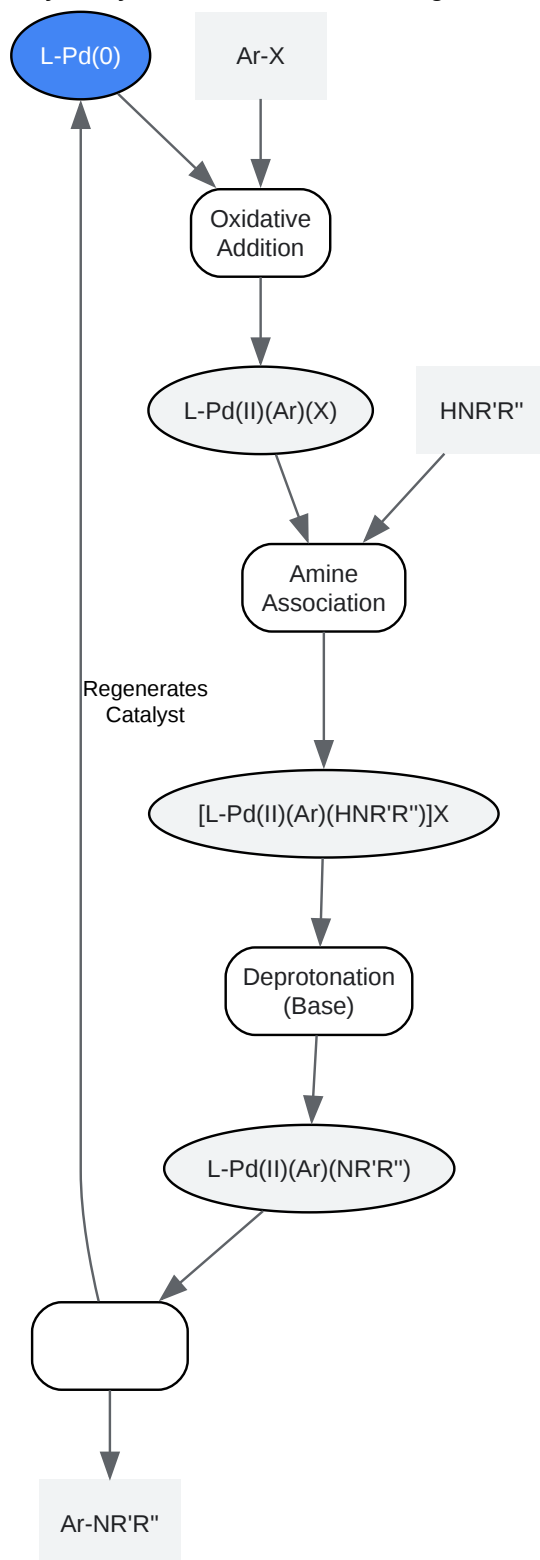 L-Pd(0)
Ar-X
Oxidative
Addition
L-Pd(II)(Ar)(X)
HNR'R"
Amine
Association
Regenerates
Catalyst
[L-Pd(II)(Ar)(HNR'R")]X
Deprotonation
(Base)
L-Pd(II)(Ar)(NR'R")
Ar-NR'R"